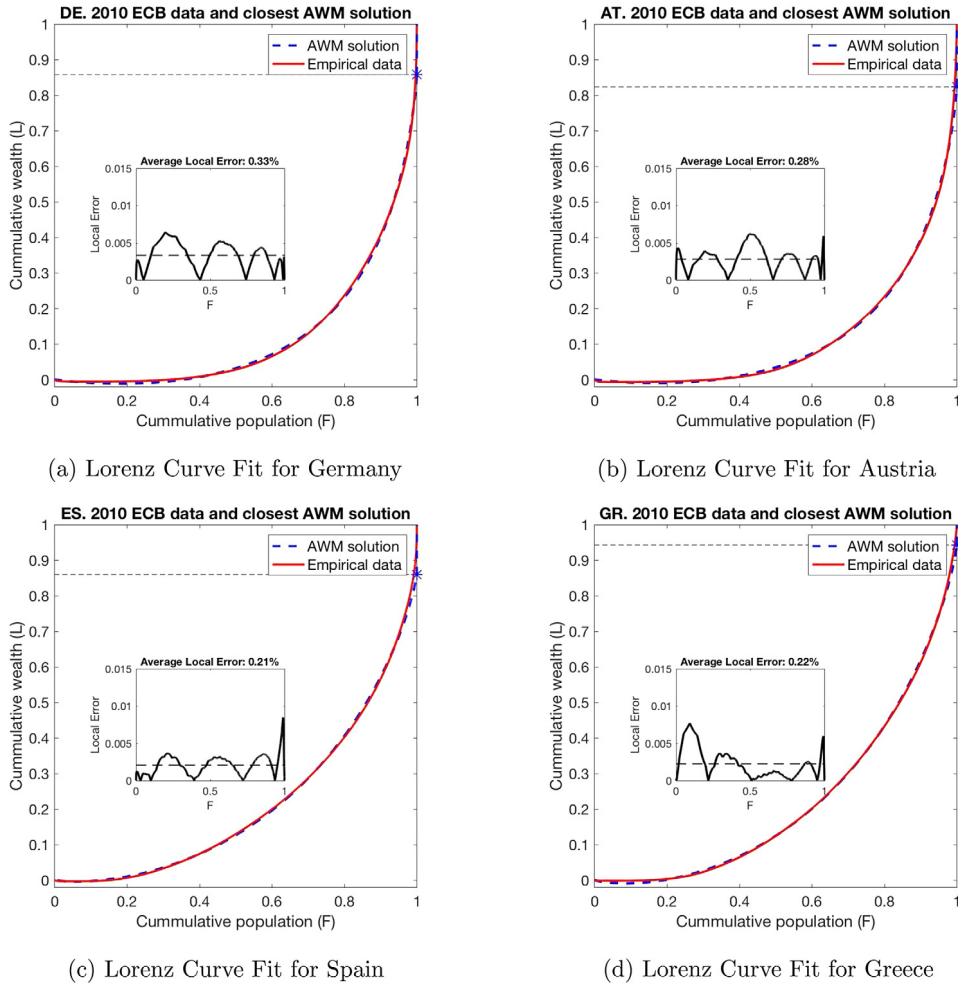 DE. 2010 ECB data and closest AWM solution
1
0.9
0.8
0.7
0.6
0.5
0.4
0.3
0.2
0.1
0
Cummulative wealth (L)
AWM solution
Empirical data
Average Local Error: 0.33%
0.015
0.01
0.005
0
Local Error
0 0.5 1
F
0 0.2 0.4 0.6 0.8 1
Cummulative population (F)
(a) Lorenz Curve Fit for Germany
AT. 2010 ECB data and closest AWM solution
1
0.9
0.8
0.7
0.6
0.5
0.4
0.3
0.2
0.1
0
Cummulative wealth (L)
AWM solution
Empirical data
Average Local Error: 0.28%
0.015
0.01
0.005
0
Local Error
0 0.5 1
F
0 0.2 0.4 0.6 0.8 1
Cummulative population (F)
(b) Lorenz Curve Fit for Austria
ES. 2010 ECB data and closest AWM solution
1
0.9
0.8
0.7
0.6
0.5
0.4
0.3
0.2
0.1
0
Cummulative wealth (L)
AWM solution
Empirical data
Average Local Error: 0.21%
0.015
0.01
0.005
0
Local Error
0 0.5 1
F
0 0.2 0.4 0.6 0.8 1
Cummulative population (F)
(c) Lorenz Curve Fit for Spain
GR. 2010 ECB data and closest AWM solution
1
0.9
0.8
0.7
0.6
0.5
0.4
0.3
0.2
0.1
0
Cummulative wealth (L)
AWM solution
Empirical data
Average Local Error: 0.22%
0.015
0.01
0.005
0
Local Error
0 0.5 1
F
0 0.2 0.4 0.6 0.8 1
Cummulative population (F)
(d) Lorenz Curve Fit for Greece